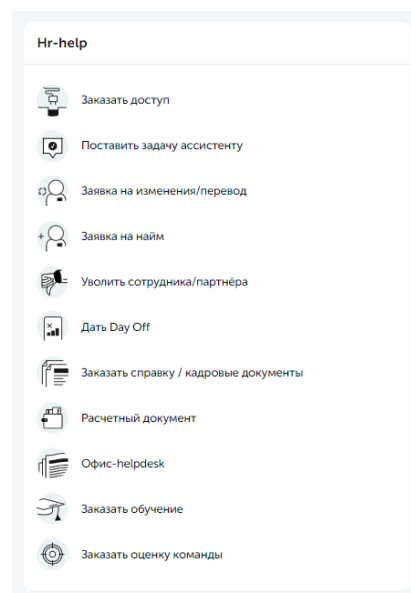 Hr-help
Заказать доступ
Поставить задачу ассистенту
Заявка на изменения/перевод
Заявка на найм
Уволить сотрудника/партнёра
Дать Day Off
Заказать справку / кадровые документы
Расчетный документ
Офис-helpdesk
Заказать обучение
Заказать оценку команды